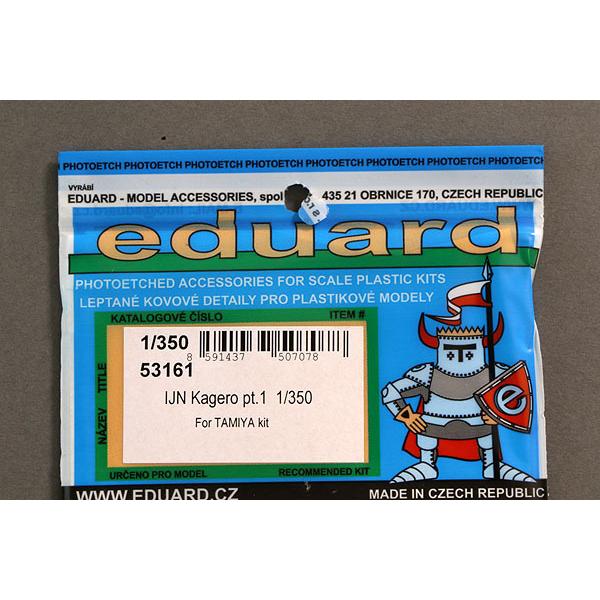 PHOTOETCH PHOTOETCH PHOTOETCH PHOTOETCH PHOTOETCH PHOTOETCH PHOTOETCH PHOTOETCH
VYRÁBÍ
EDUARD - MODEL ACCESSORIES, spol 435 21 OBRNICE 170, CZECH REPUBLIC
eduard
PHOTOETCHED ACCESSORIES FOR SCALE PLASTIC KITS
LEPTANÉ KOVOVÉ DETAILY PRO PLASTIKOVÉ MODELY
KATALOGOVÉ ČÍSLO ITEM #
1/350
8 591437 507078
53161
NÁZEV TITLE
IJN Kagero pt.1 1/350
For TAMIYA kit
e
URČENO PRO MODEL RECOMMENDED KIT
WWW.EDUARD.CZ MADE IN CZECH REPUBLIC